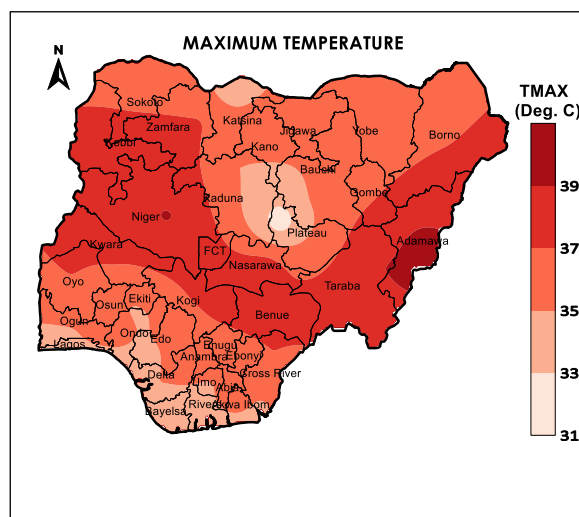 MAXIMUM TEMPERATURE
N
TMAX
(Deg. C)
39
37
35
33
31
Sokoto
Katsina
Zamfara
Jigawa
Yobe
Borno
Kebbi
Kano
Bauchi
Kaduna
Gombe
Niger
Plateau
Adamawa
Kwara
FCT
Nasarawa
Oyo
Taraba
Ekiti
Kogi
Osun
Benue
Ogun
Ondo
Edo
Lagos
Enugu
Anambra
Ebonyi
Delta
Imo
Abia
Cross River
Bayelsa
Rivers
Akwa Ibom